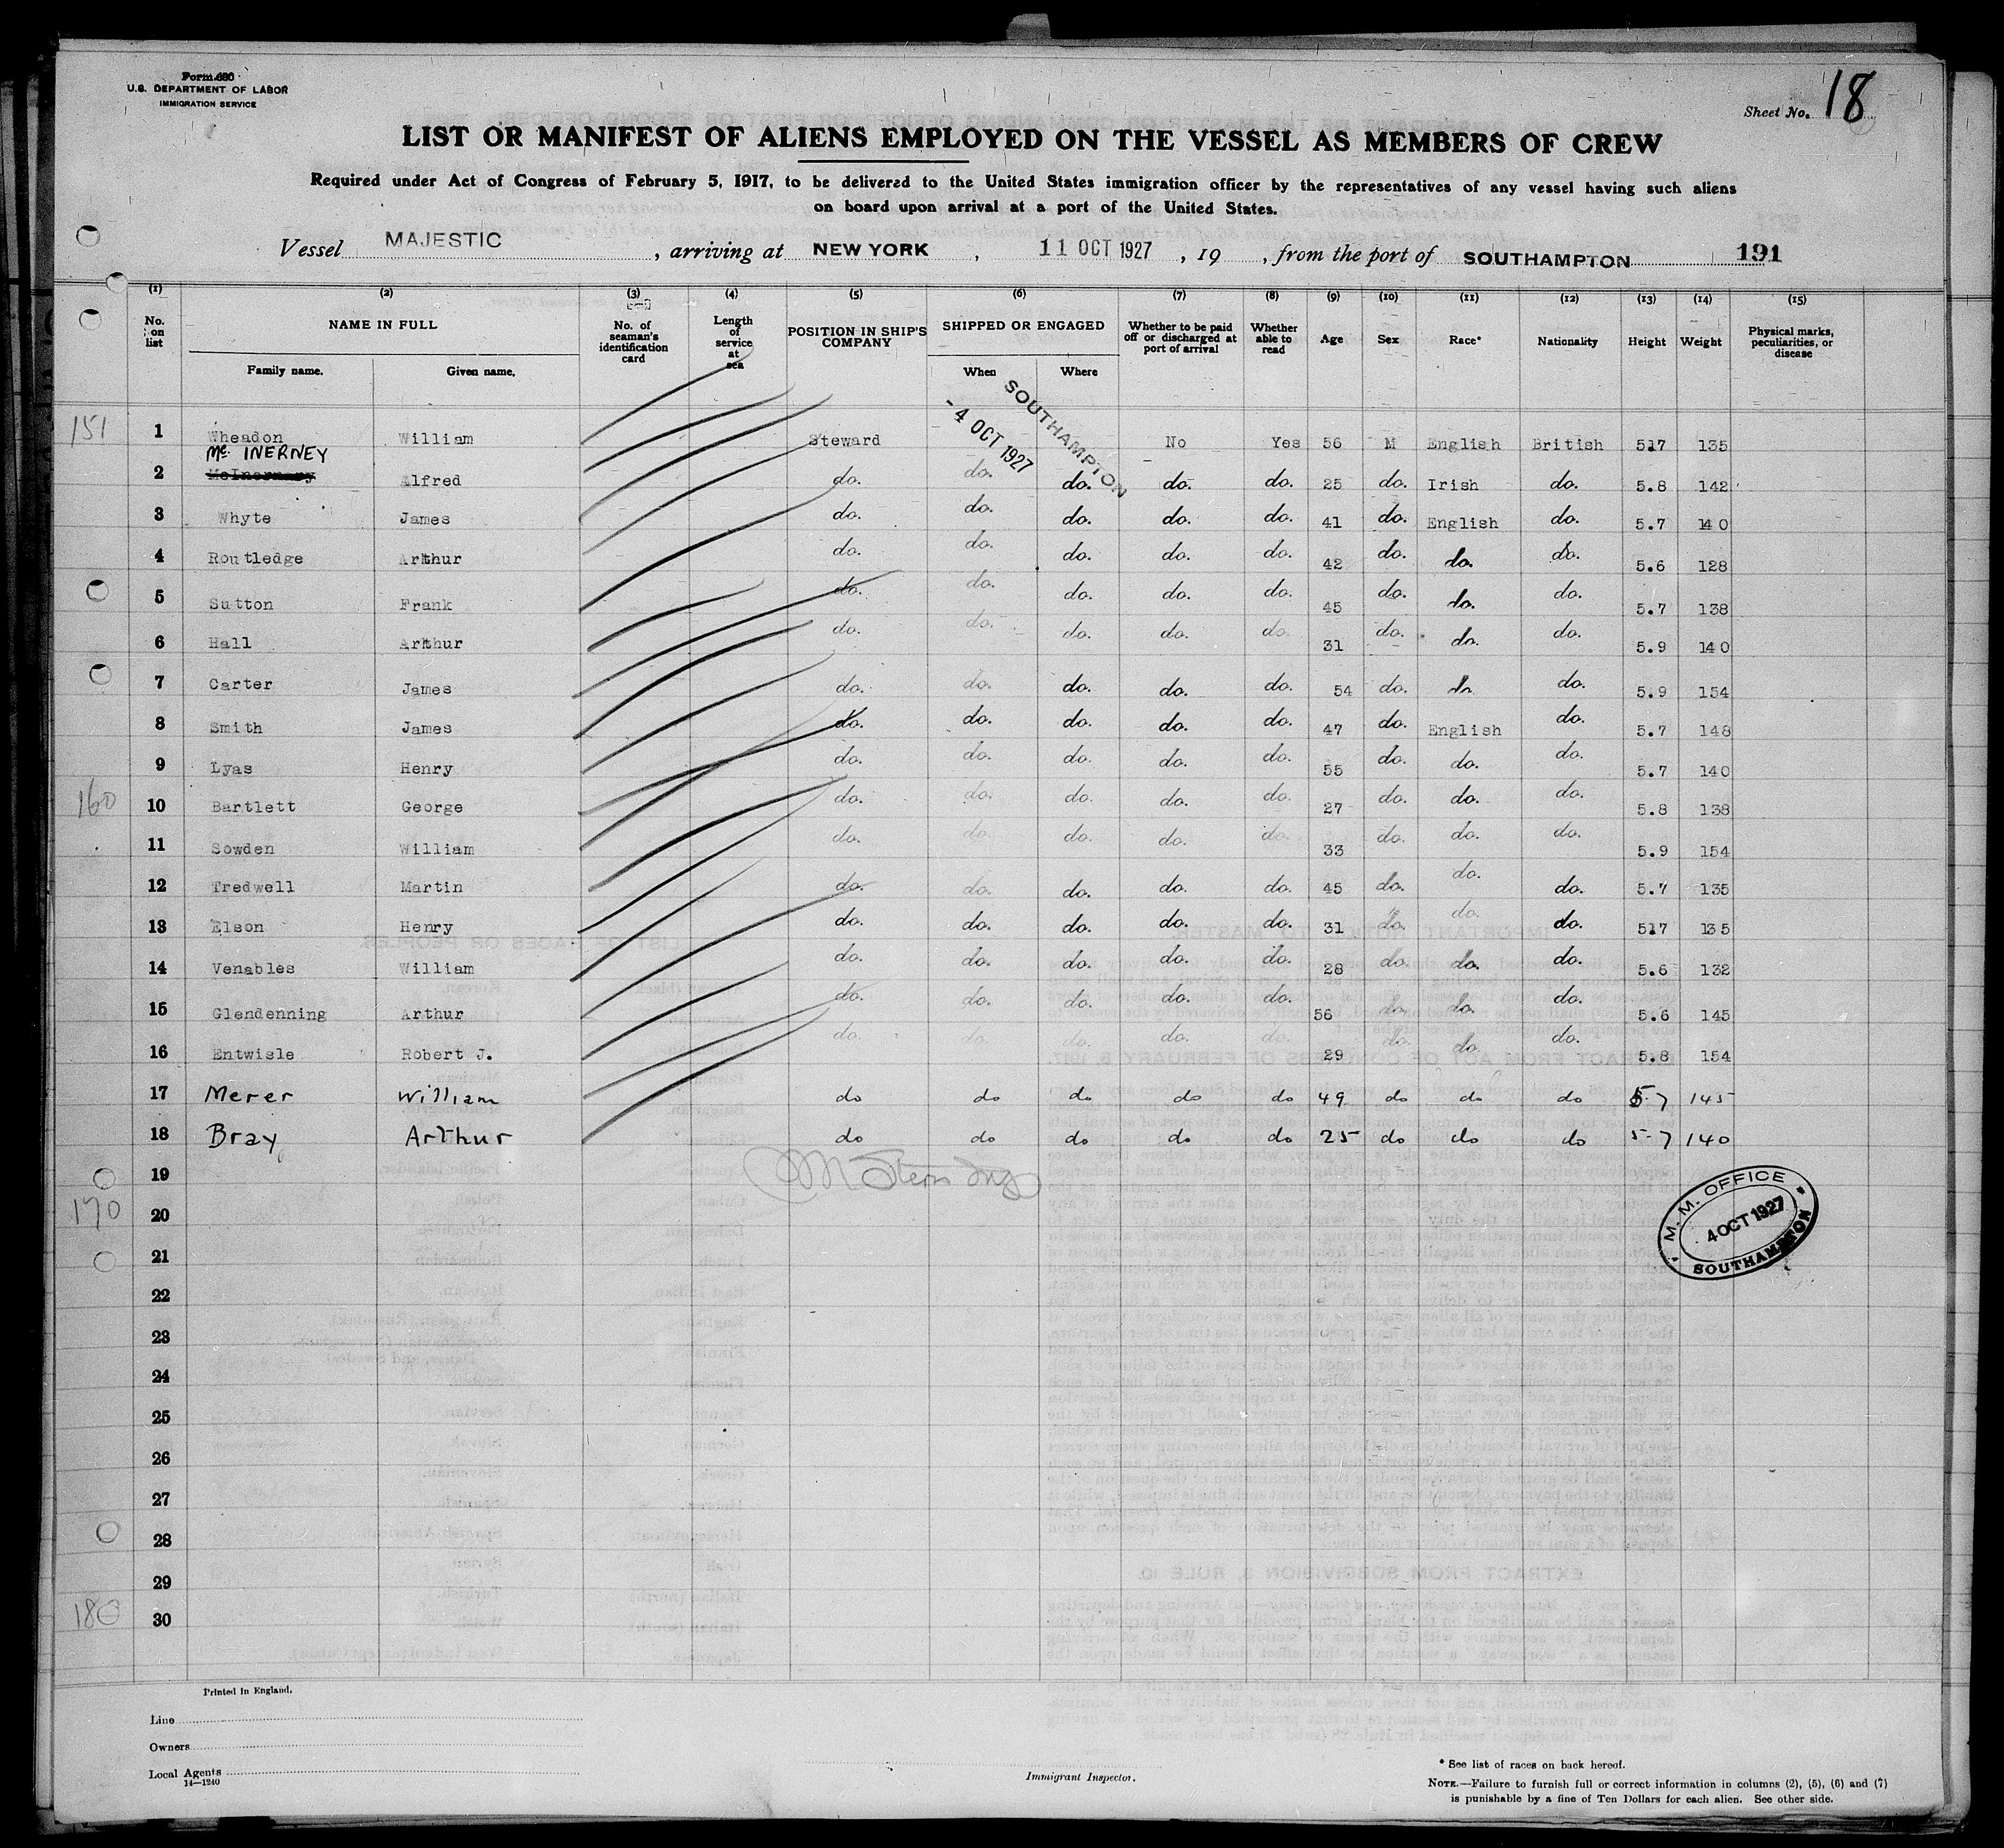 Form 680
U.S. DEPARTMENT OF LABOR
IMMIGRATION SERVICE
Sheet No. 18
LIST OR MANIFEST OF ALIENS EMPLOYED ON THE VESSEL AS MEMBERS OF CREW
Required under Act of Congress of February 5, 1917, to be delivered to the United States immigration officer by the representatives of any vessel having such aliens
on board upon arrival at a port of the United States.
Vessel MAJESTIC, arriving at NEW YORK, 11 OCT 1927, 19 , from the port of SOUTHAMPTON 191
(1) (2) (3) (4) (5) (6) (7) (8) (9) (10) (11) (12) (13) (14) (15)
No. on list NAME IN FULL No. of seaman's identification card Length of service at sea POSITION IN SHIP'S COMPANY SHIPPED OR ENGAGED Whether to be paid off or discharged at port of arrival Whether able to read Age Sex Race* Nationality Height Weight Physical marks, peculiarities, or disease
Family name. Given name. When Where
- 4 OCT 1927 SOUTHAMPTON
151 1 Wheadon William Steward No Yes 56 M English British 517 135
Mc INERNEY
2 McInernery Alfred do. do. do. do. do. 25 do. Irish do. 5.8 142
3 Whyte James do. do. do. do. do. 41 do. English do. 5.7 140
4 Routledge Arthur do. do. do. do. do. 42 do. do. do. 5.6 128
5 Sutton Frank do. do. do. do. do. 45 do. do. do. 5.7 138
6 Hall Arthur do. do. do. do. do. 31 do. do. do. 5.9 140
7 Carter James do. do. do. do. do. 54 do. do. do. 5.9 154
8 Smith James do. do. do. do. do. 47 do. English do. 5.7 148
9 Lyas Henry do. do. do. do. do. 55 do. do. do. 5.7 140
160 10 Bartlett George do. do. do. do. do. 27 do. do. do. 5.8 138
11 Sowden William do. do. do. do. do. 33 do. do. do. 5.9 154
12 Tredwell Martin do. do. do. do. do. 45 do. do. do. 5.7 135
13 Elson Henry do. do. do. do. do. 31 do. do. do. 517 135
14 Venables William do. do. do. do. do. 28 do. do. do. 5.6 132
15 Glendenning Arthur do. do. do. do. do. 56 do. do. do. 5.6 145
16 Entwisle Robert J. do. do. do. do. do. 29 do. do. do. 5.8 154
17 Merer William do do do do do 49 do do do 5.7 145
18 Bray Arthur do do do do do 25 do do do 5.7 140
19
170 20
21
22
23
24
25
26
27
28
29
180 30
M. M. OFFICE
4 OCT 1927
SOUTHAMPTON
Printed in England.
Line
Owners
Local Agents
14—1240
Immigrant Inspector.
* See list of races on back hereof.
NOTE.—Failure to furnish full or correct information in columns (2), (5), (6) and (7)
is punishable by a fine of Ten Dollars for each alien. See other side.